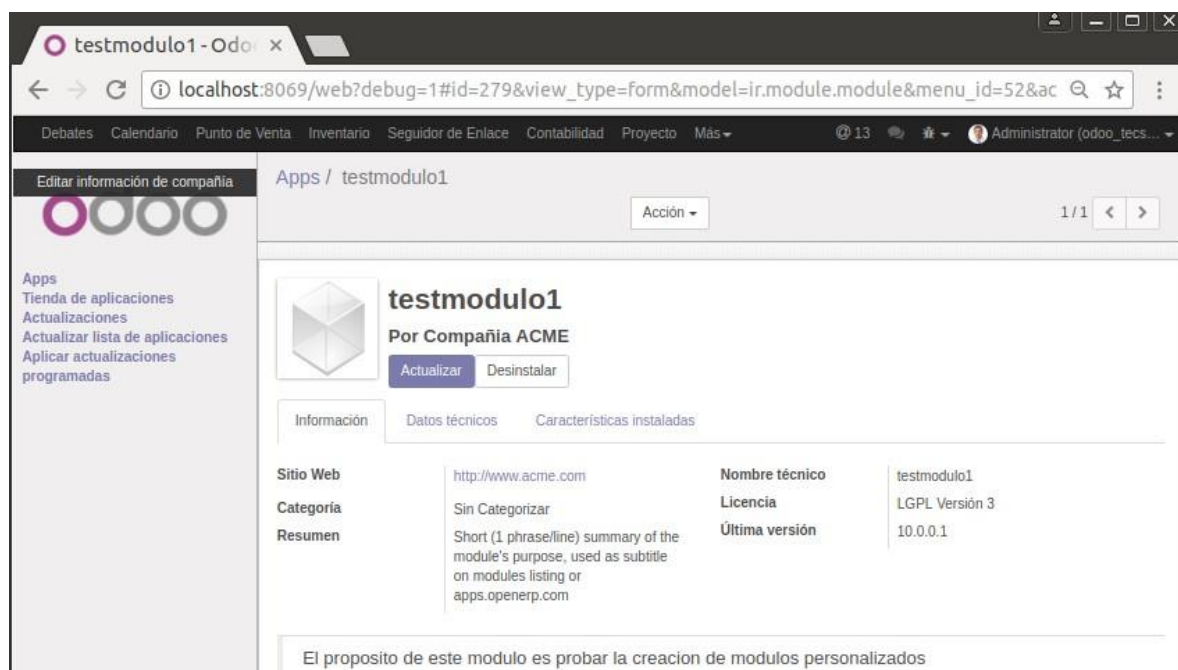 testmodulo1 - Odo
localhost:8069/web?debug=1#id=279&view_type=form&model=ir.module.module&menu_id=52&ac
Debates Calendario Punto de Venta Inventario Seguidor de Enlace Contabilidad Proyecto Más @ 13 Administrator (odoo_tecs...
Editar información de compañía
odoo
Apps / testmodulo1
Acción
1 / 1
Apps
Tienda de aplicaciones
Actualizaciones
Actualizar lista de aplicaciones
Aplicar actualizaciones
programadas
testmodulo1
Por Compañia ACME
Actualizar Desinstalar
Información Datos técnicos Características instaladas
Sitio Web http://www.acme.com
Categoría Sin Categorizar
Resumen Short (1 phrase/line) summary of the
module's purpose, used as subtitle
on modules listing or
apps.openerp.com
Nombre técnico testmodulo1
Licencia LGPL Versión 3
Última versión 10.0.0.1
El proposito de este modulo es probar la creacion de modulos personalizados